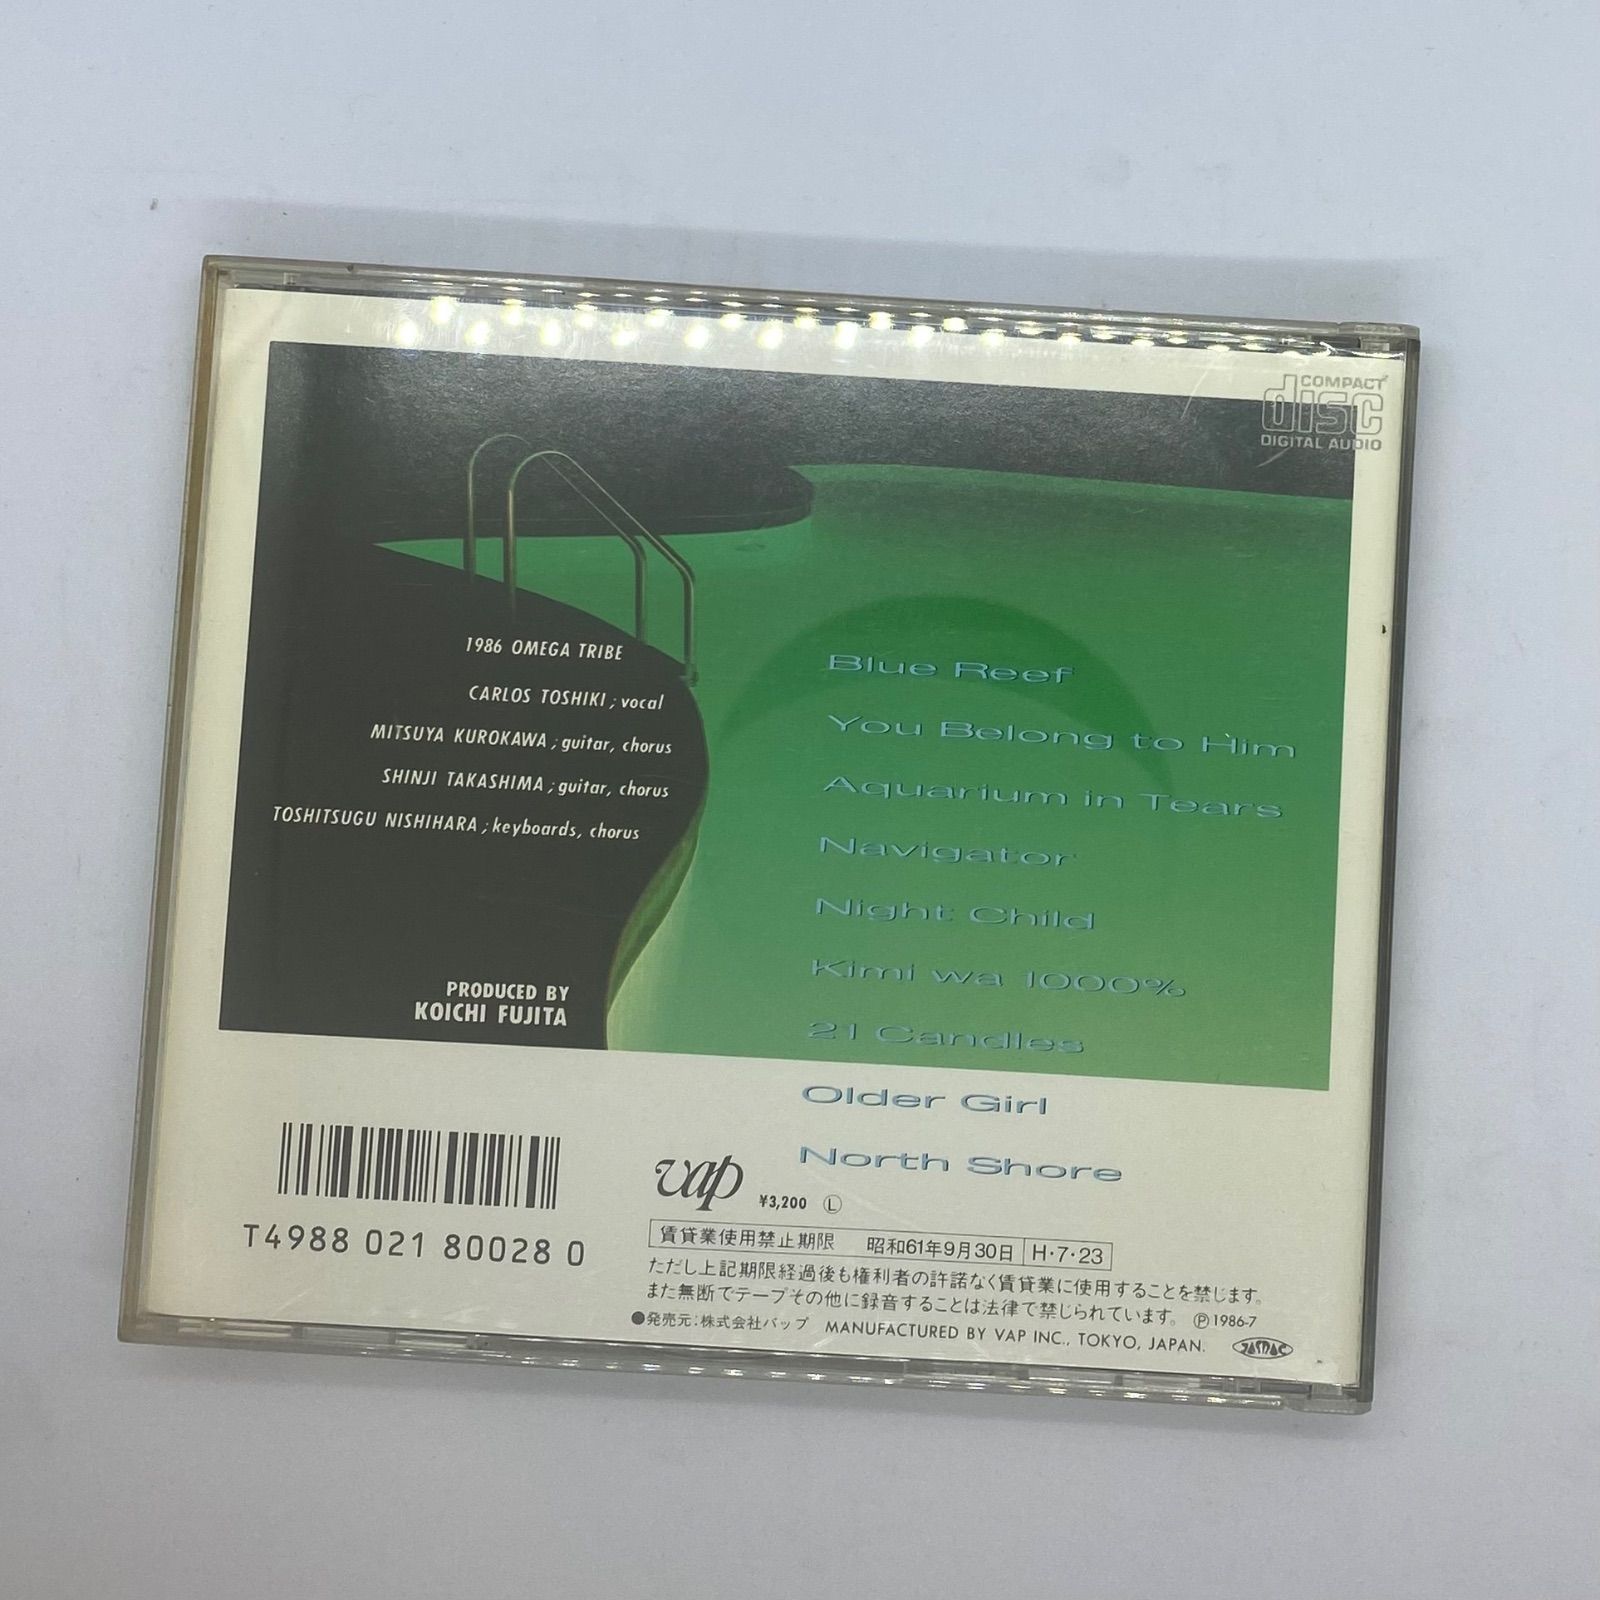 COMPACT
disc
DIGITAL AUDIO
1986 OMEGA TRIBE
CARLOS TOSHIKI ; vocal
MITSUYA KUROKAWA ; guitar, chorus
SHINJI TAKASHIMA ; guitar, chorus
TOSHITSUGU NISHIHARA ; keyboards, chorus
PRODUCED BY
KOICHI FUJITA
Blue Reef
You Belong to Him
Aquarium in Tears
Navigator
Night Child
Kimi wa 1000%
21 Candles
Older Girl
North Shore
T4988 021 80028 0
vap ¥3,200 Ⓛ
賃貸業使用禁止期限 昭和61年9月30日 H・7・23
ただし上記期限経過後も権利者の許諾なく賃貸業に使用することを禁じます。
また無断でテープその他に録音することは法律で禁じられています。 Ⓟ1986-7
●発売元：株式会社バップ MANUFACTURED BY VAP INC., TOKYO, JAPAN.
JASRAC